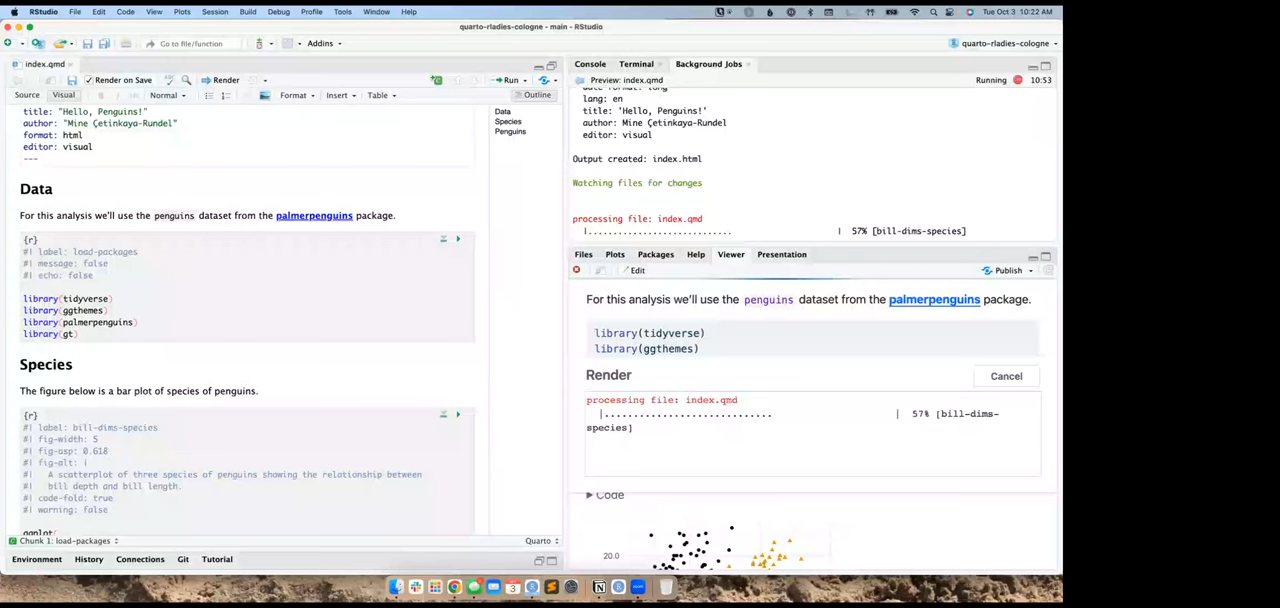 RStudio File Edit Code View Plots Session Build Debug Profile Tools Window Help Tue Oct 3 10:22 AM
quarto-rladies-cologne - main - RStudio
Go to file/function Addins quarto-rladies-cologne
index.qmd
Render on Save Render Run
Source Visual B I Normal Format Insert Table Outline
title: "Hello, Penguins!"
author: "Mine Çetinkaya-Rundel"
format: html
editor: visual
---
Data
For this analysis we'll use the penguins dataset from the palmerpenguins package.
{r}
#| label: load-packages
#| message: false
#| echo: false
library(tidyverse)
library(ggthemes)
library(palmerpenguins)
library(gt)
Species
The figure below is a bar plot of species of penguins.
{r}
#| label: bill-dims-species
#| fig-width: 5
#| fig-asp: 0.618
#| fig-alt: |
#| A scatterplot of three species of penguins showing the relationship between
#| bill depth and bill length.
#| code-fold: true
#| warning: false
ggplot(
Data
Species
Penguins
Chunk 1: load-packages Quarto
Environment History Connections Git Tutorial
Console Terminal Background Jobs
Preview: index.qmd Running 10:53
date-format: long
lang: en
title: 'Hello, Penguins!'
author: Mine Çetinkaya-Rundel
editor: visual
Output created: index.html
Watching files for changes
processing file: index.qmd
|............................ | 57% [bill-dims-species]
Files Plots Packages Help Viewer Presentation
Edit Publish
For this analysis we'll use the penguins dataset from the palmerpenguins package.
library(tidyverse)
library(ggthemes)
Render Cancel
processing file: index.qmd
|............................ | 57% [bill-dims-
species]
Code
20.0